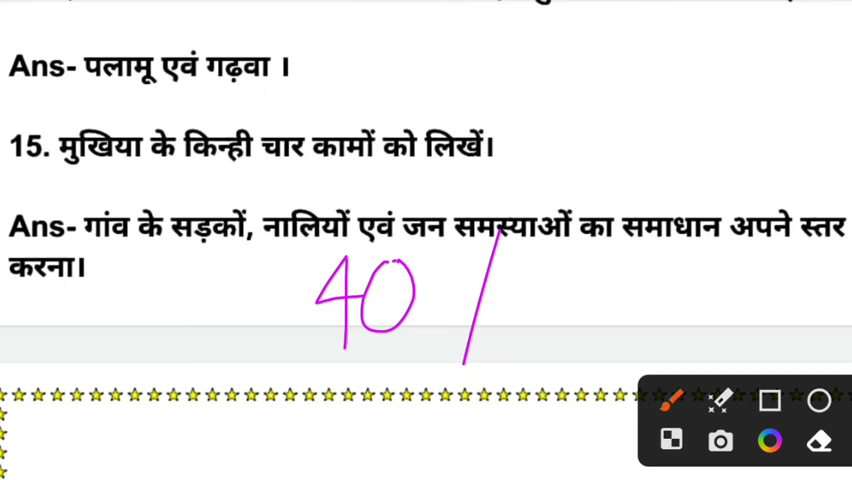 Ans- पलामू एवं गढ़वा ।
15. मुखिया के किन्ही चार कामों को लिखें।
Ans- गांव के सड़कों, नालियों एवं जन समस्याओं का समाधान अपने स्तर
करना।
40 /